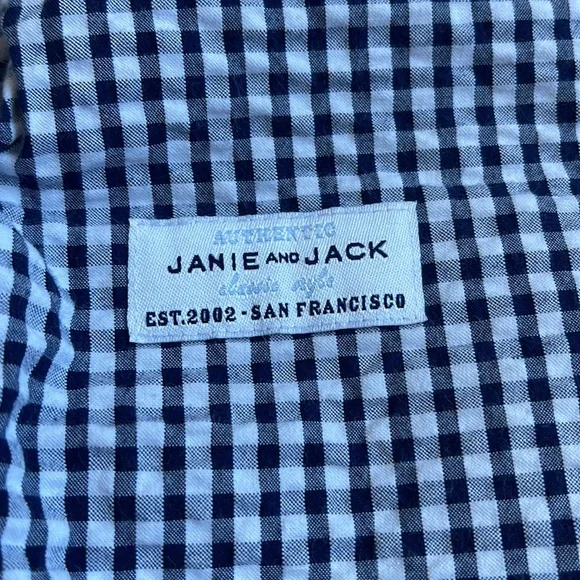 AUTHENTIC
JANIE AND JACK
classic style
EST.2002 - SAN FRANCISCO